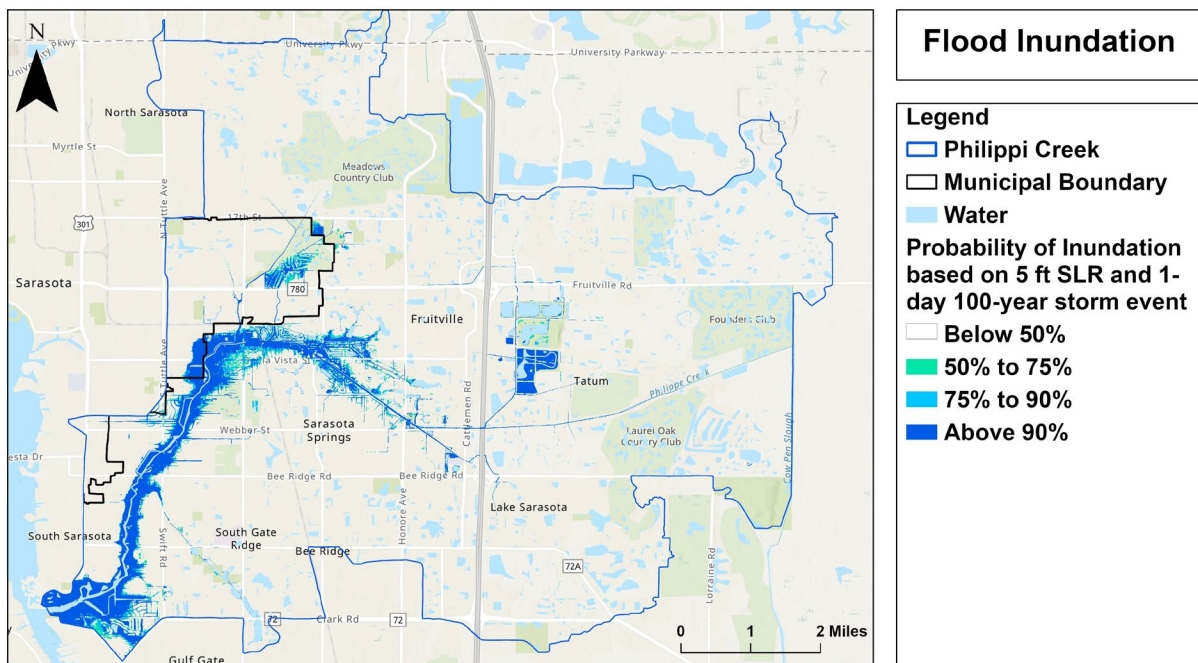 N
University Pkwy
University Pkwy
University Parkway
North Sarasota
Myrtle St
N Tuttle Ave
Meadows
Country Club
301
17th St
Sarasota
780
Fruitville Rd
Fruitville
Founders Club
Tuttle Ave
Tatum
Philippe Creek
Webber St
Sarasota
Springs
Cattlemen Rd
Laurel Oak
Country Club
Cow Pen Slough
esta Dr
Bee Ridge Rd
Bee Ridge Rd
Honore Ave
Lake Sarasota
South Sarasota
Swift Rd
South Gate
Ridge
Bee Ridge
72A
Lorraine Rd
72
Clark Rd
72
Gulf Gate
0 1 2 Miles
Flood Inundation
Legend
Philippi Creek
Municipal Boundary
Water
Probability of Inundation
based on 5 ft SLR and 1-
day 100-year storm event
Below 50%
50% to 75%
75% to 90%
Above 90%